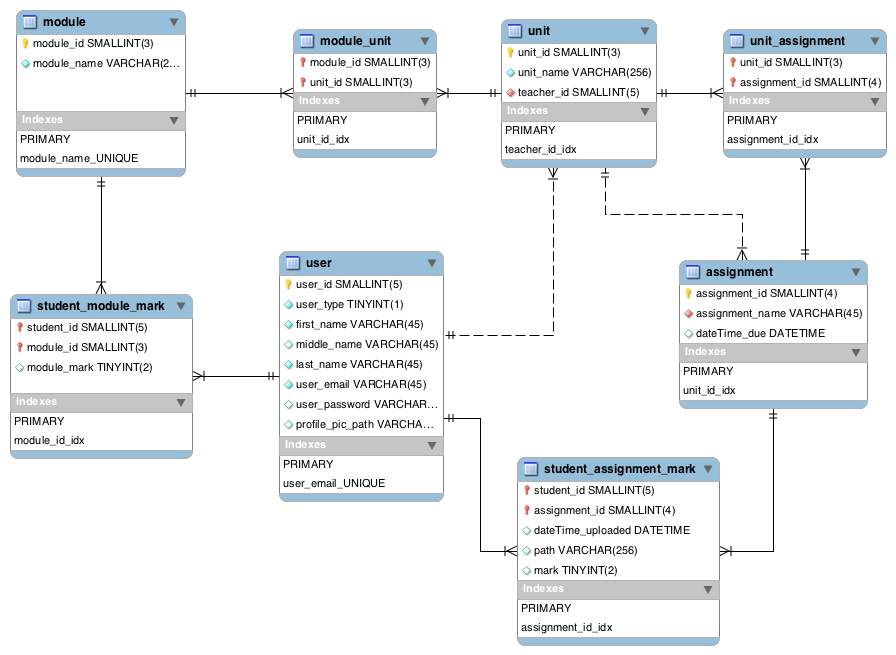 module
module_id SMALLINT(3)
module_name VARCHAR(2...
Indexes
PRIMARY
module_name_UNIQUE
module_unit
module_id SMALLINT(3)
unit_id SMALLINT(3)
Indexes
PRIMARY
unit_id_idx
unit
unit_id SMALLINT(3)
unit_name VARCHAR(256)
teacher_id SMALLINT(5)
Indexes
PRIMARY
teacher_id_idx
unit_assignment
unit_id SMALLINT(3)
assignment_id SMALLINT(4)
Indexes
PRIMARY
assignment_id_idx
student_module_mark
student_id SMALLINT(5)
module_id SMALLINT(3)
module_mark TINYINT(2)
Indexes
PRIMARY
module_id_idx
user
user_id SMALLINT(5)
user_type TINYINT(1)
first_name VARCHAR(45)
middle_name VARCHAR(45)
last_name VARCHAR(45)
user_email VARCHAR(45)
user_password VARCHAR...
profile_pic_path VARCHA...
Indexes
PRIMARY
user_email_UNIQUE
assignment
assignment_id SMALLINT(4)
assignment_name VARCHAR(45)
dateTime_due DATETIME
Indexes
PRIMARY
unit_id_idx
student_assignment_mark
student_id SMALLINT(5)
assignment_id SMALLINT(4)
dateTime_uploaded DATETIME
path VARCHAR(256)
mark TINYINT(2)
Indexes
PRIMARY
assignment_id_idx